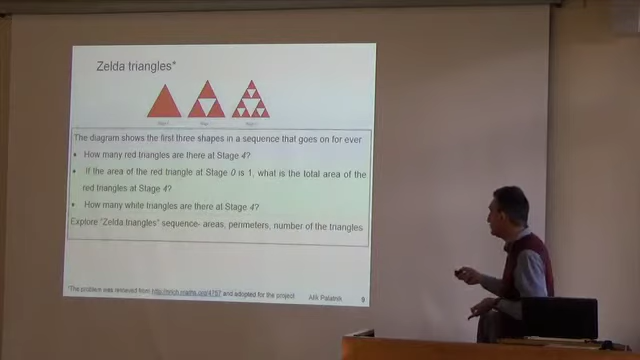 Zelda triangles*
The diagram shows the first three shapes in a sequence that goes on for ever
• How many red triangles are there at Stage 4?
• If the area of the red triangle at Stage 0 is 1, what is the total area of the
red triangles at Stage 4?
• How many white triangles are there at Stage 4?
Explore "Zelda triangles" sequence- areas, perimeters, number of the triangles
*The problem was retrieved from http://nrich.maths.org/4757 and adopted for the project
Alik Palatnik
9